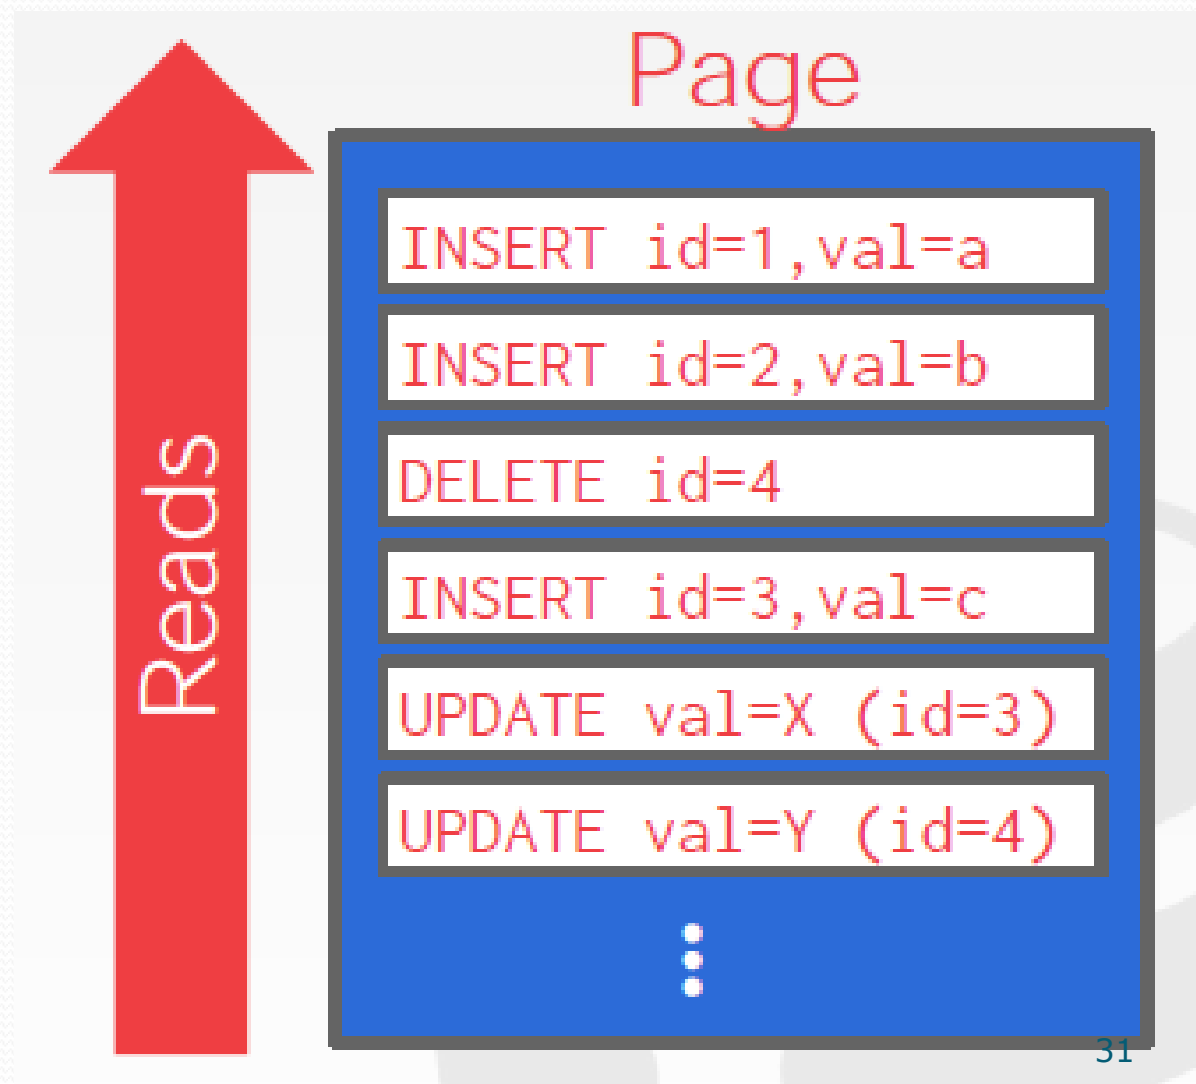 Page
Reads
INSERT id=1,val=a
INSERT id=2,val=b
DELETE id=4
INSERT id=3,val=c
UPDATE val=X (id=3)
UPDATE val=Y (id=4)
31